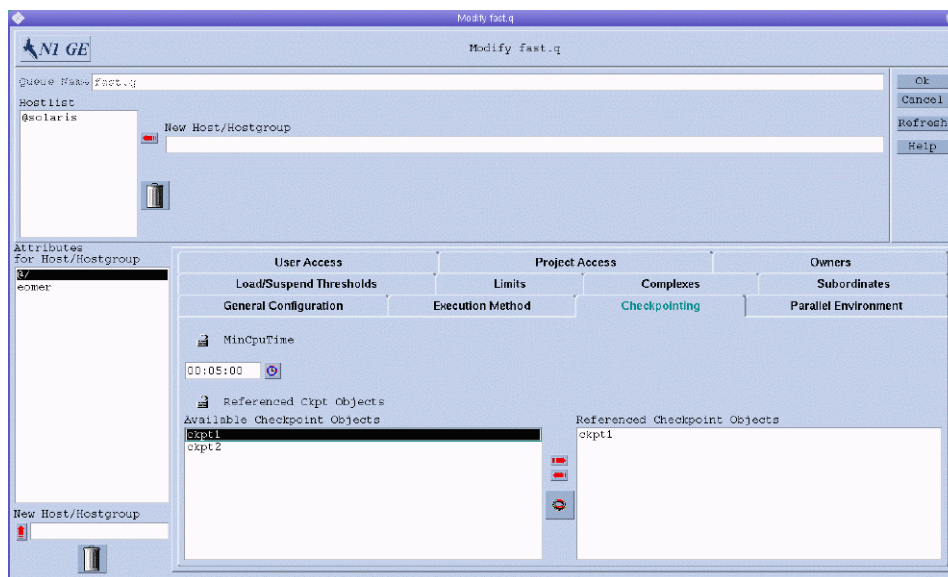 Modify fast.q
N1 GE
Modify fast.q
Queue Name fast.q
Ok
Hostlist
Cancel
@solaris
Refresh
New Host/Hostgroup
Help
Attributes
for Host/Hostgroup
@/
eomer
User Access
Project Access
Owners
Load/Suspend Thresholds
Limits
Complexes
Subordinates
General Configuration
Execution Method
Checkpointing
Parallel Environment
MinCpuTime
00:05:00
Referenced Ckpt Objects
Available Checkpoint Objects
Referenced Checkpoint Objects
ckpt1
ckpt1
ckpt2
New Host/Hostgroup